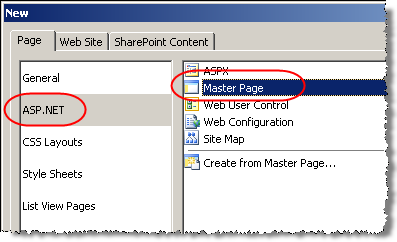 New
Page
Web Site
SharePoint Content
General
ASP.NET
CSS Layouts
Style Sheets
List View Pages
ASPX
Master Page
Web User Control
Web Configuration
Site Map
Create from Master Page...